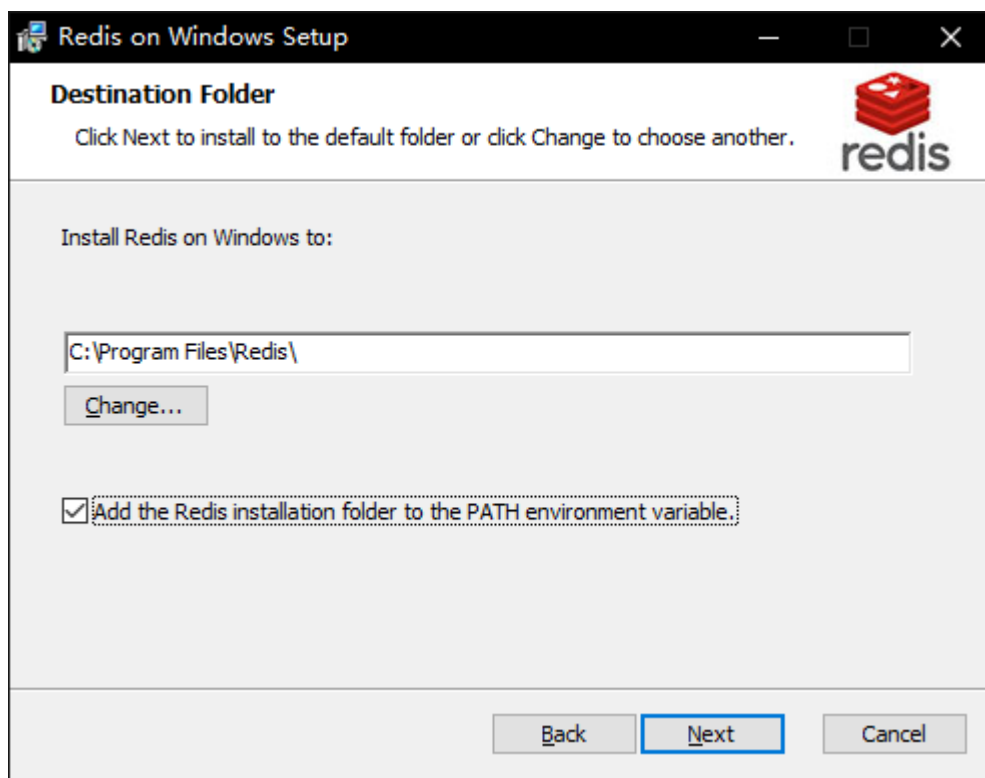 Redis on Windows Setup
Destination Folder
Click Next to install to the default folder or click Change to choose another.
redis
Install Redis on Windows to:
C:\Program Files\Redis\
Change...
Add the Redis installation folder to the PATH environment variable.
Back Next Cancel